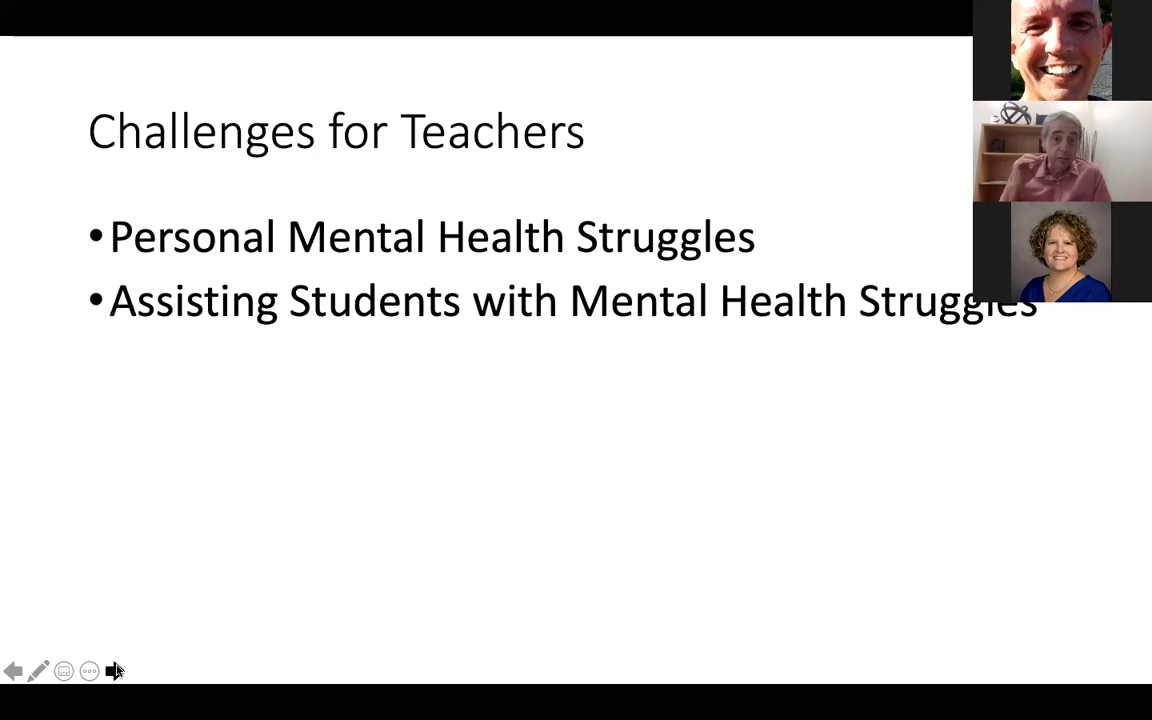 Challenges for Teachers
•Personal Mental Health Struggles
•Assisting Students with Mental Health Struggles